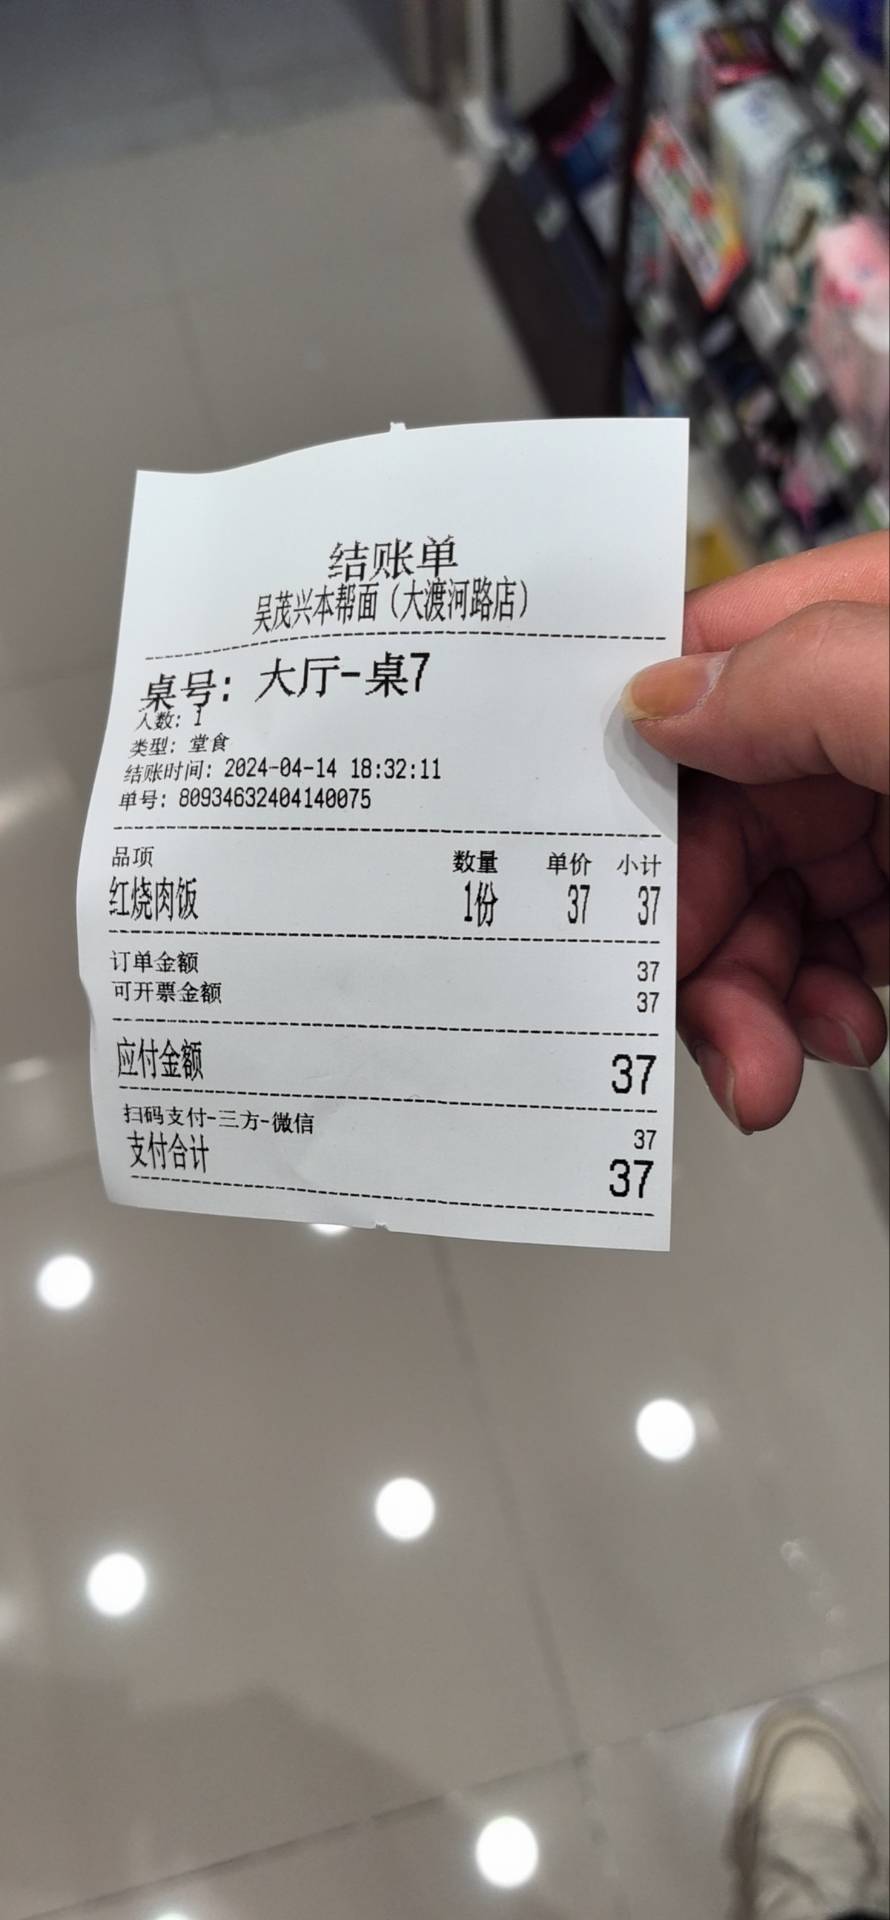 结账单
吴茂兴本帮面（大渡河路店）
桌号: 大厅-桌7
人数: 1
类型: 堂食
结账时间: 2024-04-14 18:32:11
单号: 80934632404140075
品项 数量 单价 小计
红烧肉饭 1份 37 37
订单金额 37
可开票金额 37
应付金额 37
扫码支付-三方-微信 37
支付合计 37